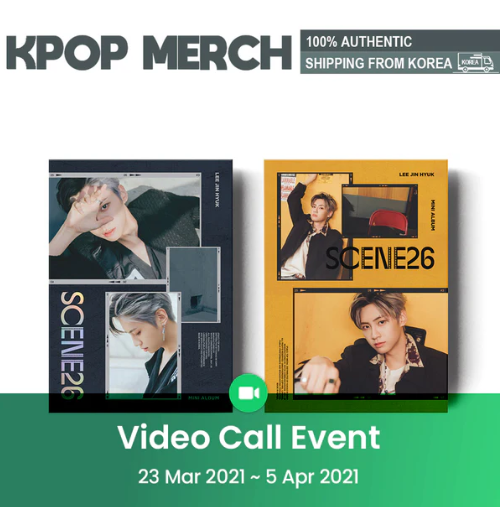 KPOP MERCH
100% AUTHENTIC
SHIPPING FROM KOREA
KOREA
LEE JIN HYUK
SCENE26
MINI ALBUM
LEE JIN HYUK
MINI ALBUM
SCENE26
Video Call Event
23 Mar 2021 ~ 5 Apr 2021